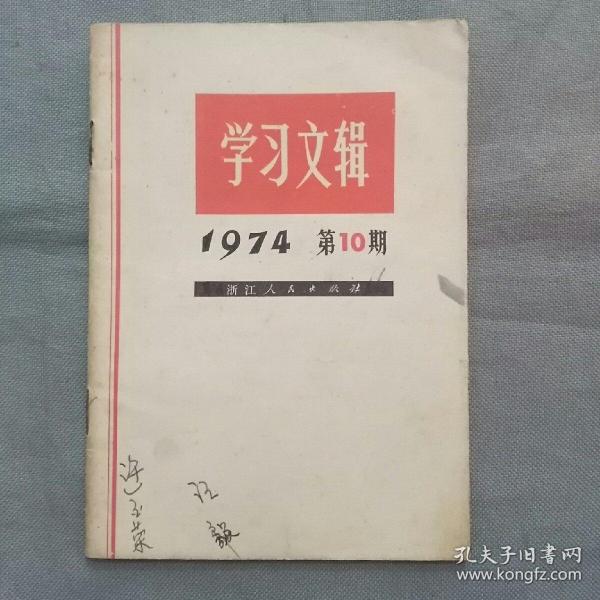 学习文辑
1974 第10期
浙江人民出版社
孔夫子旧书网
www.kongfz.com